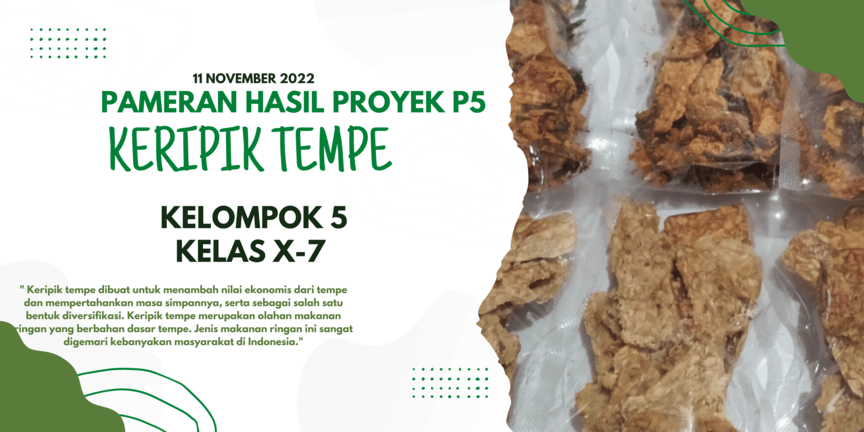 11 NOVEMBER 2022
PAMERAN HASIL PROYEK P5
KERIPIK TEMPE
KELOMPOK 5
KELAS X-7
" Keripik tempe dibuat untuk menambah nilai ekonomis dari tempe
dan mempertahankan masa simpannya, serta sebagai salah satu
bentuk diversifikasi. Keripik tempe merupakan olahan makanan
ringan yang berbahan dasar tempe. Jenis makanan ringan ini sangat
digemari kebanyakan masyarakat di Indonesia."